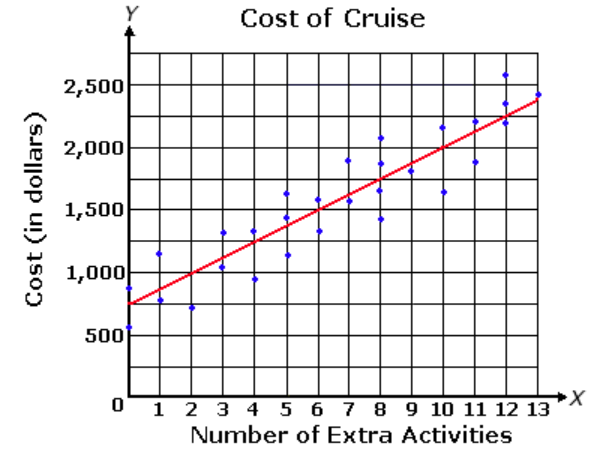 Y
Cost of Cruise
2,500
2,000
1,500
1,000
500
0
Cost (in dollars)
1 2 3 4 5 6 7 8 9 10 11 12 13
X
Number of Extra Activities